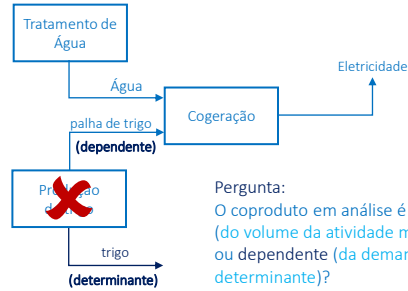 Tratamento de
Água
Eletricidade
Água
Cogeração
palha de trigo
(dependente)
Pergunta:
O coproduto em análise é
(do volume da atividade
ou dependente (da
determinante)?
trigo
(determinante)